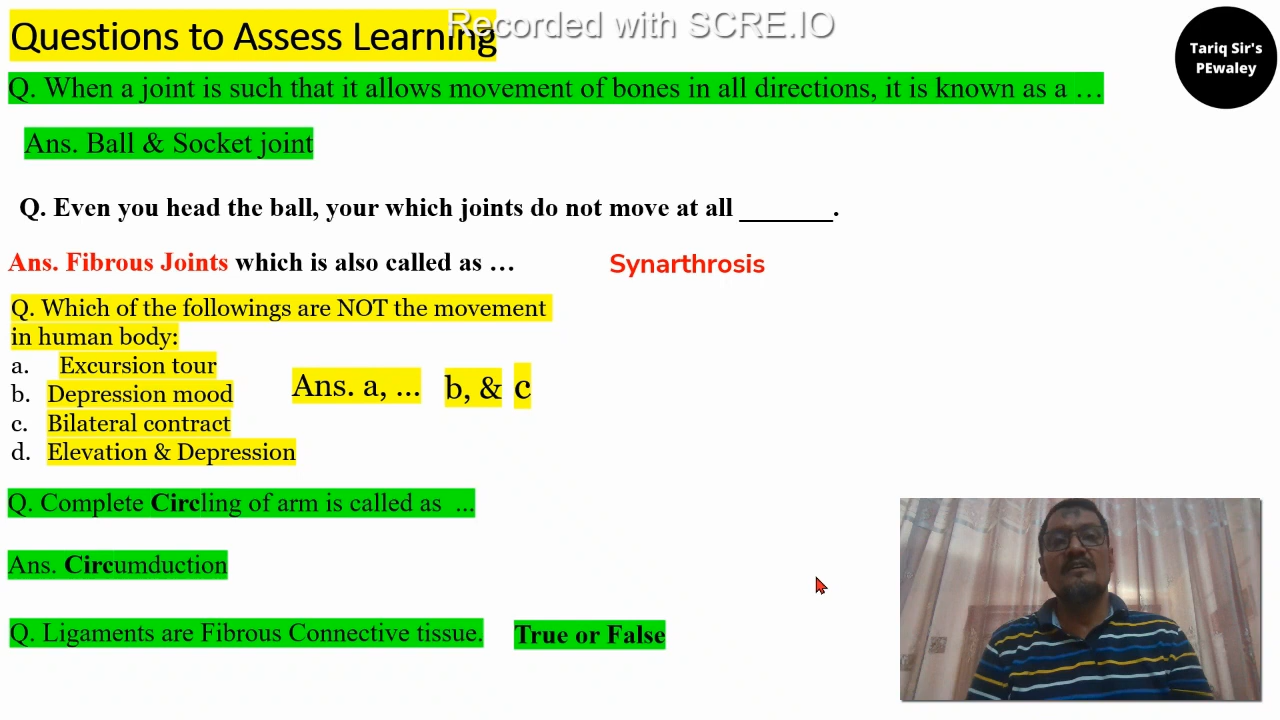 Recorded with SCRE.IO
Questions to Assess Learning
Tariq Sir's
PEwaley
Q. When a joint is such that it allows movement of bones in all directions, it is known as a …
Ans. Ball & Socket joint
Q. Even you head the ball, your which joints do not move at all _______.
Ans. Fibrous Joints which is also called as … Synarthrosis
Q. Which of the followings are NOT the movement
in human body:
a. Excursion tour
b. Depression mood
c. Bilateral contract
d. Elevation & Depression
Ans. a, ... b, & c
Q. Complete Circling of arm is called as ...
Ans. Circumduction
Q. Ligaments are Fibrous Connective tissue. True or False